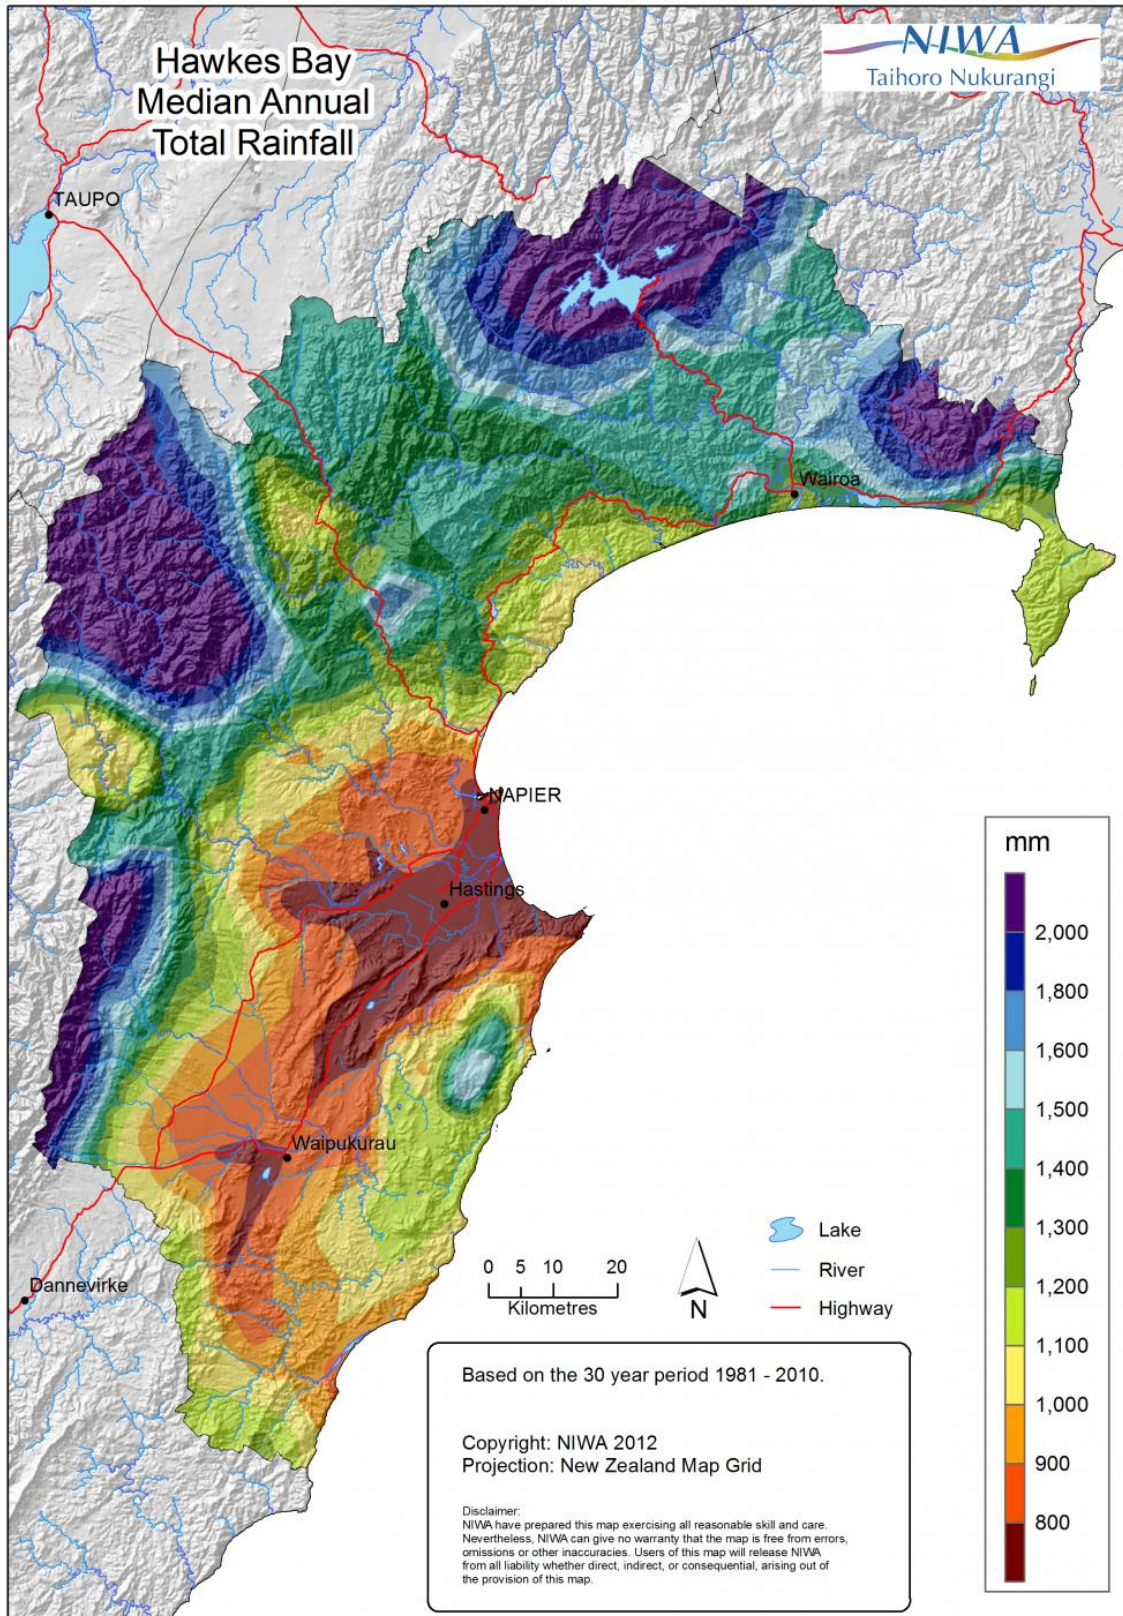 Hawkes Bay
Median Annual
Total Rainfall
NIWA
Taihoro Nukurangi
TAUPO
Wairoa
NAPIER
Hastings
Waipukurau
Dannevirke
mm
2,000
1,800
1,600
1,500
1,400
1,300
1,200
1,100
1,000
900
800
Lake
River
Highway
0 5 10 20
Kilometres
N
Based on the 30 year period 1981 - 2010.
Copyright: NIWA 2012
Projection: New Zealand Map Grid
Disclaimer:
NIWA have prepared this map exercising all reasonable skill and care.
Nevertheless, NIWA can give no warranty that the map is free from errors,
omissions or other inaccuracies. Users of this map will release NIWA
from all liability whether direct, indirect, or consequential, arising out of
the provision of this map.